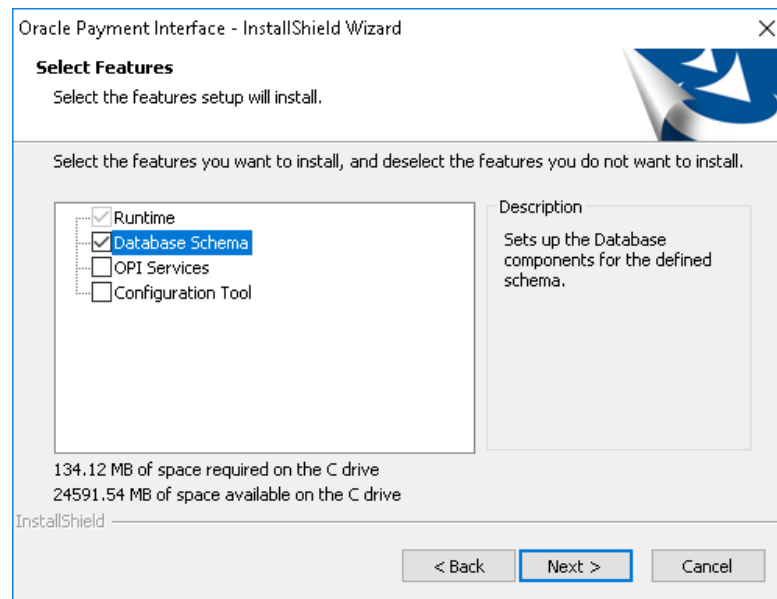 Oracle Payment Interface - InstallShield Wizard
Select Features
Select the features setup will install.
Select the features you want to install, and deselect the features you do not want to install.
Runtime
Database Schema
OPI Services
Configuration Tool
Description
Sets up the Database
components for the defined
schema.
134.12 MB of space required on the C drive
24591.54 MB of space available on the C drive
InstallShield
< Back
Next >
Cancel